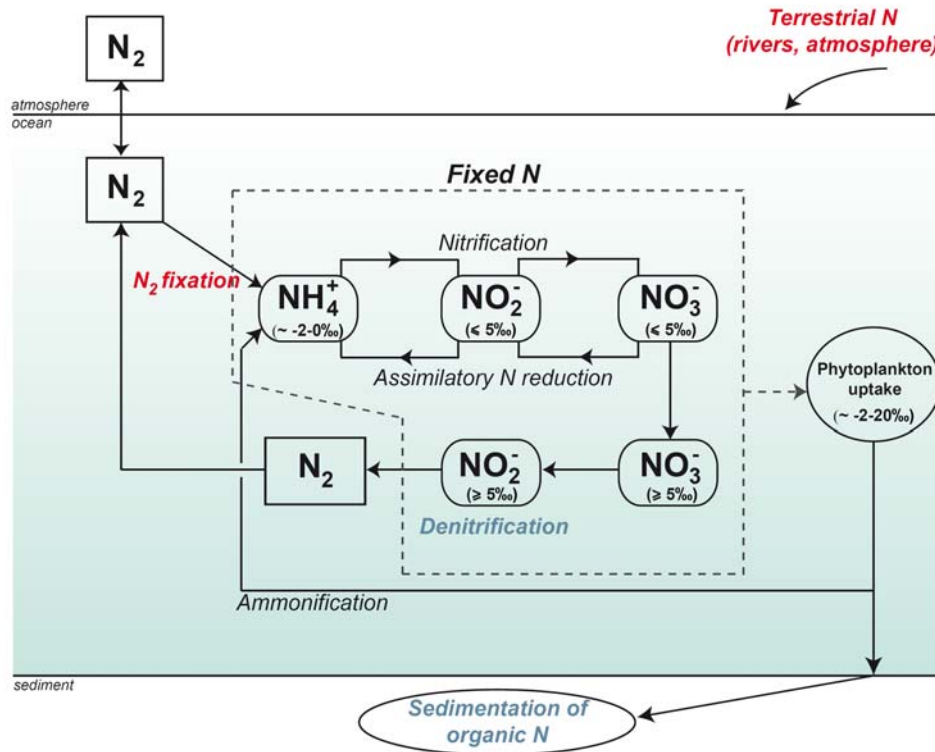 Terrestrial N
(rivers, atmosphere)
N₂
atmosphere
ocean
N₂
Fixed N
Nitrification
N₂ fixation
NH₄⁺
(~ -2-0‰)
NO₂⁻
(⩽ 5‰)
NO₃⁻
(⩽ 5‰)
Assimilatory N reduction
Phytoplankton
uptake
(~ -2-20‰)
N₂
NO₂⁻
(⩾ 5‰)
NO₃⁻
(⩾ 5‰)
Denitrification
Ammonification
sediment
Sedimentation of
organic N